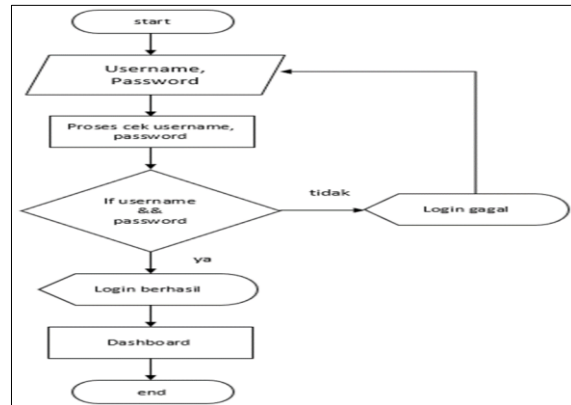 start
Username,
Password
Proses cek username,
password
If username
&&
password
tidak
Login gagal
ya
Login berhasil
Dashboard
end